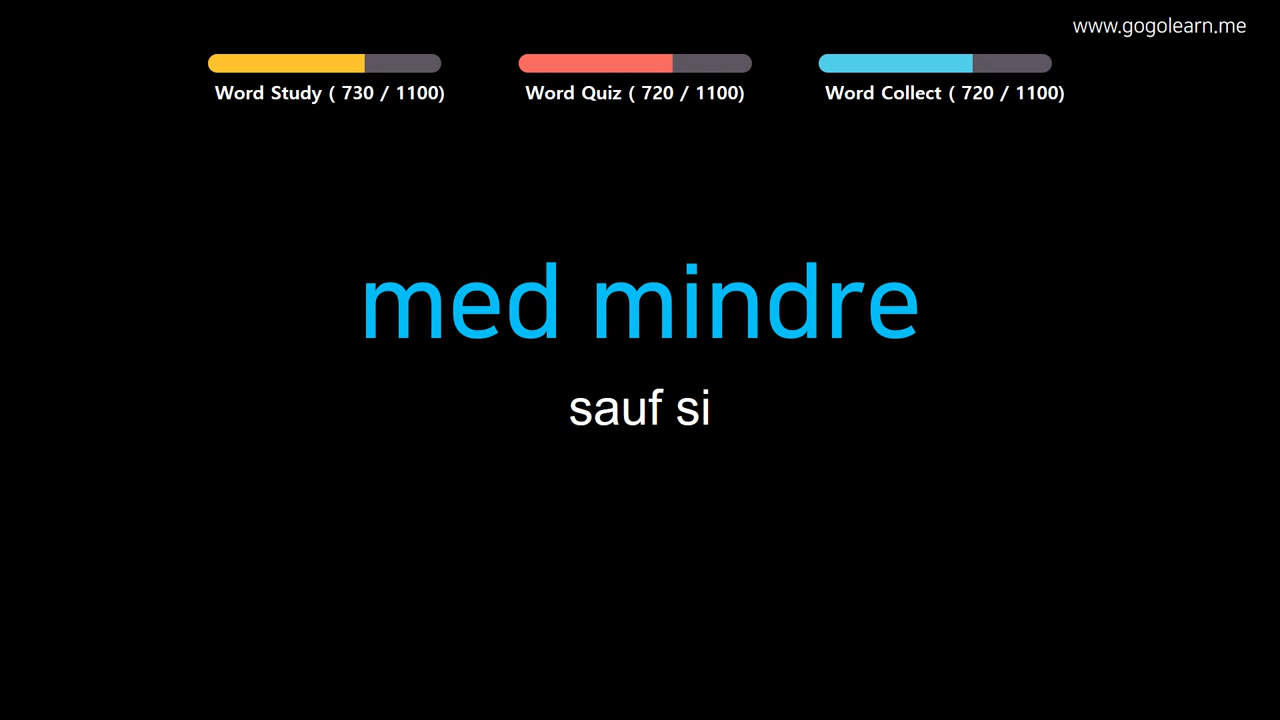 www.gogolearn.me
Word Study ( 730 / 1100)
Word Quiz ( 720 / 1100)
Word Collect ( 720 / 1100)
med mindre
sauf si